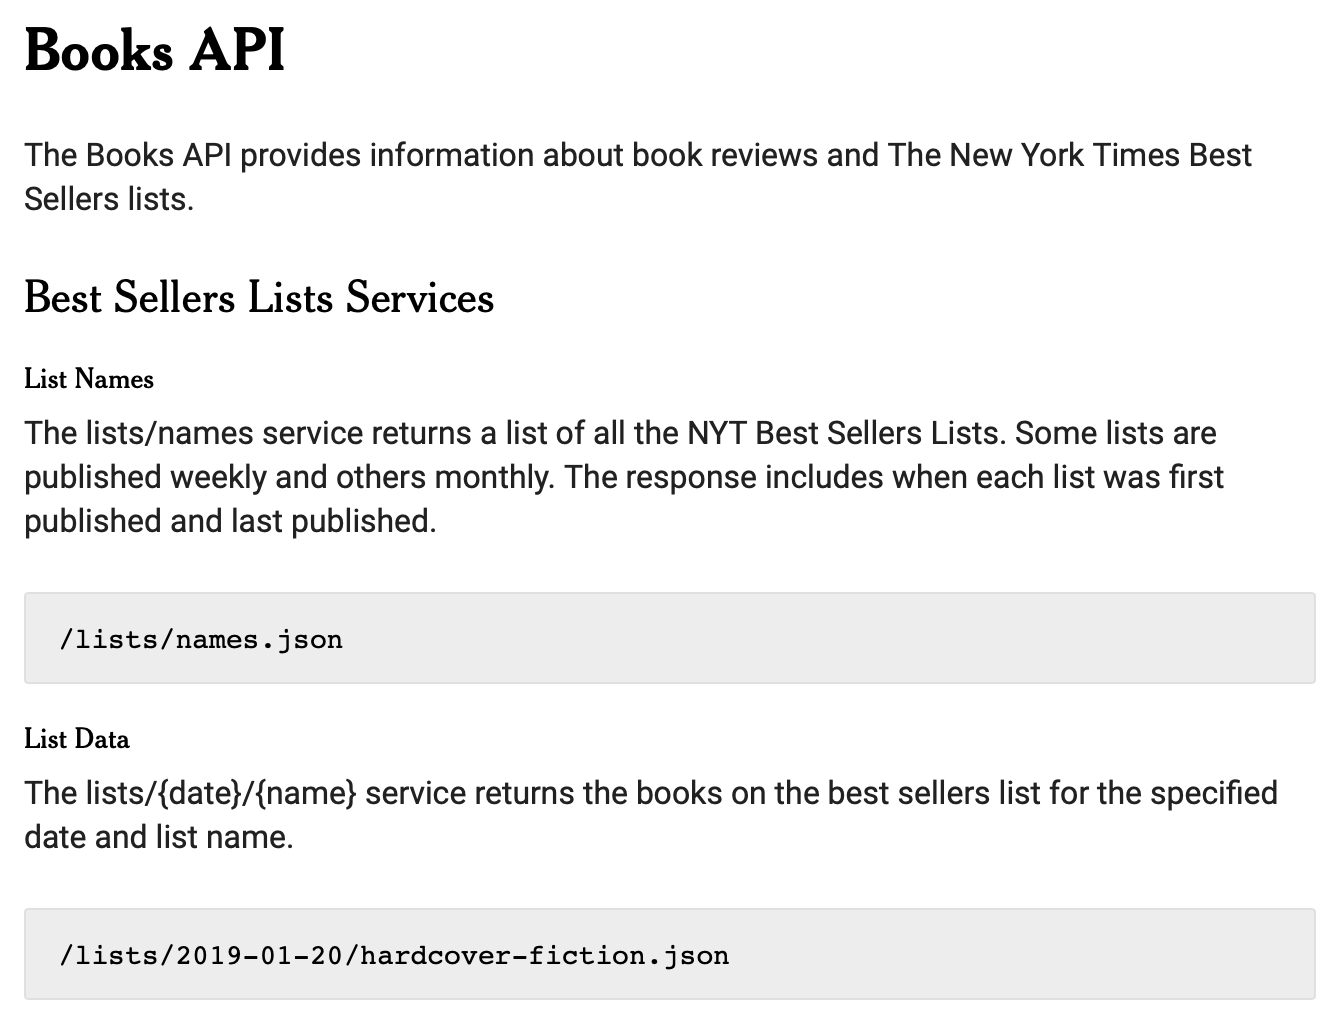 Books API
The Books API provides information about book reviews and The New York Times Best
Sellers lists.
Best Sellers Lists Services
List Names
The lists/names service returns a list of all the NYT Best Sellers Lists. Some lists are
published weekly and others monthly. The response includes when each list was first
published and last published.
/lists/names.json
List Data
The lists/{date}/{name} service returns the books on the best sellers list for the specified
date and list name.
/lists/2019-01-20/hardcover-fiction.json